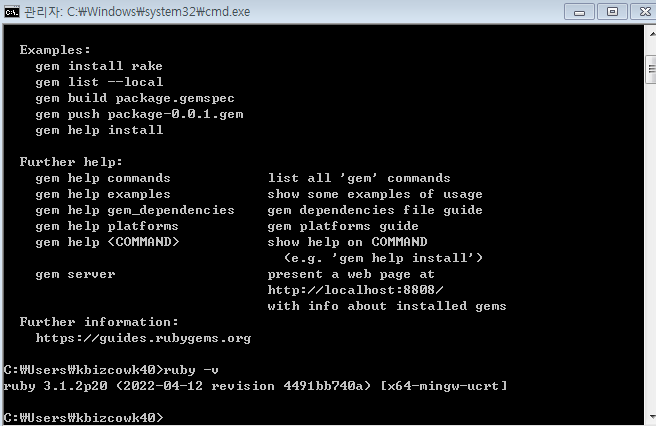 관리자: C:₩Windows₩system32₩cmd.exe
Examples:
gem install rake
gem list --local
gem build package.gemspec
gem push package-0.0.1.gem
gem help install
Further help:
gem help commands list all 'gem' commands
gem help examples show some examples of usage
gem help gem_dependencies gem dependencies file guide
gem help platforms gem platforms guide
gem help <COMMAND> show help on COMMAND
(e.g. 'gem help install')
gem server present a web page at
http://localhost:8808/
with info about installed gems
Further information:
https://guides.rubygems.org
C:₩Users₩kbizcowk40>ruby -v
ruby 3.1.2p20 (2022-04-12 revision 4491bb740a) [x64-mingw-ucrt]
C:₩Users₩kbizcowk40>